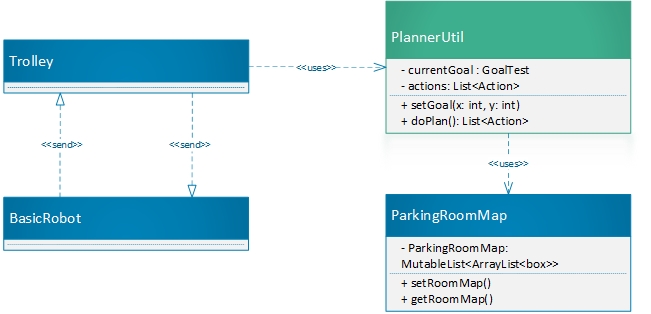 Trolley
<<uses>>
PlannerUtil
- currentGoal : GoalTest
- actions: List<Action>
+ setGoal(x: int, y: int)
+ doPlan(): List<Action>
<<send>>
<<send>>
<<uses>>
BasicRobot
ParkingRoomMap
- ParkingRoomMap:
MutableList<ArrayList<box>>
+ setRoomMap()
+ getRoomMap()